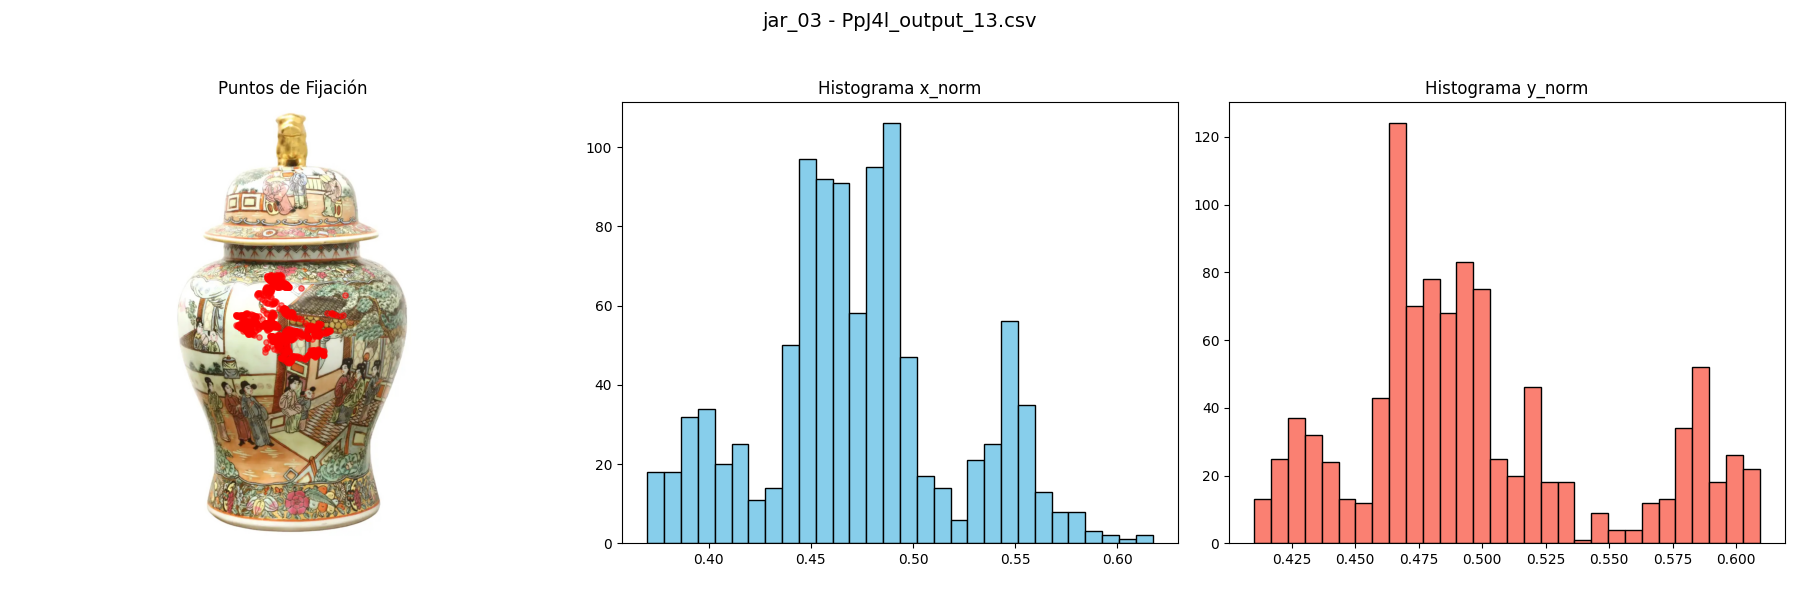 jar_03 - PpJ4l_output_13.csv
Puntos de Fijación
Histograma x_norm
Histograma y_norm
100
80
60
40
20
0
0.40 0.45 0.50 0.55 0.60
120
100
80
60
40
20
0
0.425 0.450 0.475 0.500 0.525 0.550 0.575 0.600